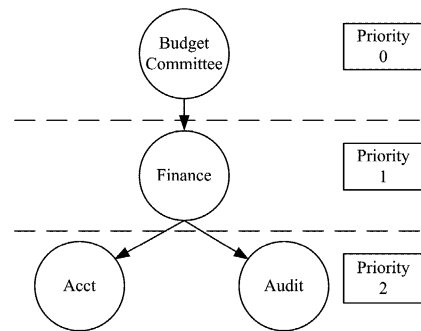 Budget
Committee
Priority
0
Finance
Priority
1
Acct
Audit
Priority
2